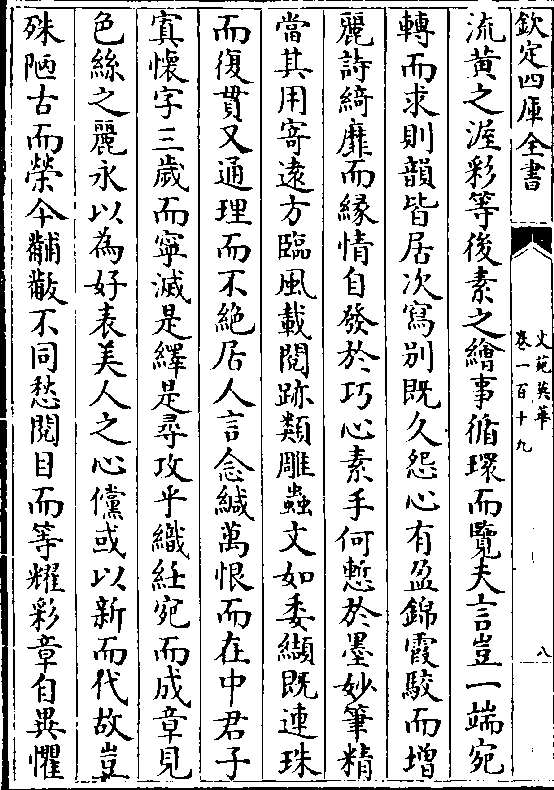 欽定四庫全書
文苑英華
卷一百十九
八
流黄之渥彩等後素之繪事循環而覽夫言豈一端宛
轉而求則韻皆居次寫别既久怨心有盈錦霞駮而増
麗詩綺靡而縁情自發於巧心素手何慙於墨妙筆精
當其用寄遠方臨風載閲跡類雕蟲文如委纈既連珠
而復貫又通理而不絶居人言念緘萬恨而在中君子
寘懷字三歲而寧滅是繹是尋攻乎織紝宛而成章見
色絲之麗永以為好表美人之心儻或以新而代故豈
殊陋古而榮今黼黻不同愁閲目而等耀彩章自異懼